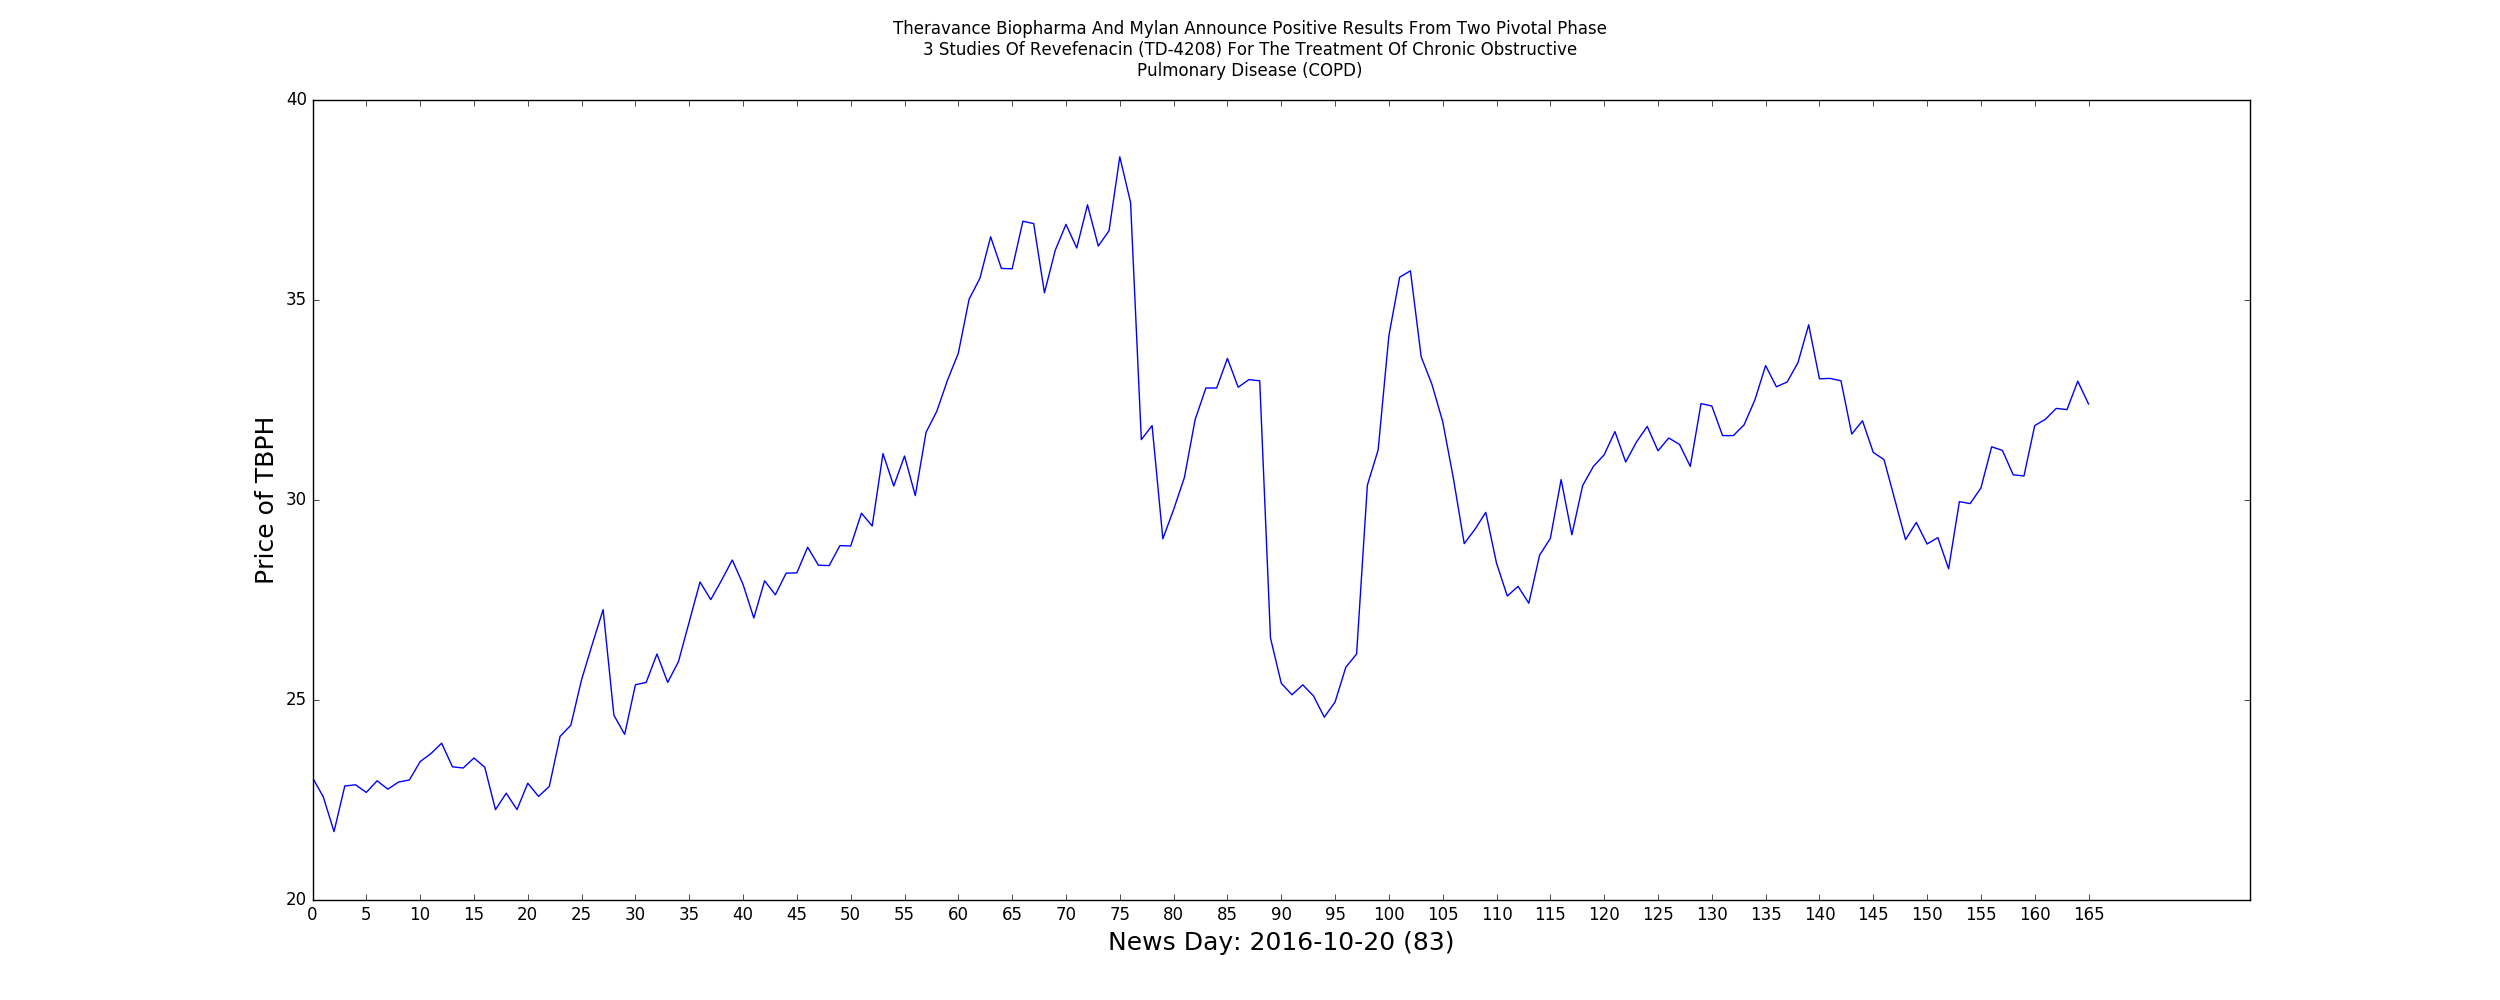 Theravance Biopharma And Mylan Announce Positive Results From Two Pivotal Phase
3 Studies Of Revefenacin (TD-4208) For The Treatment Of Chronic Obstructive
Pulmonary Disease (COPD)
40
35
30
25
20
Price of TBPH
0 5 10 15 20 25 30 35 40 45 50 55 60 65 70 75 80 85 90 95 100 105 110 115 120 125 130 135 140 145 150 155 160 165
News Day: 2016-10-20 (83)